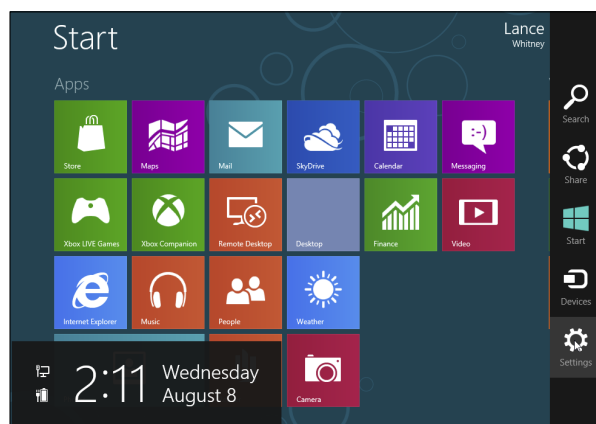 Start
Lance
Whitney
Apps
Store
Maps
Mail
SkyDrive
Calendar
Messaging
:-)
Xbox LIVE Games
Xbox Companion
Remote Desktop
Desktop
Finance
Video
Internet Explorer
Music
People
Weather
Camera
2:11
Wednesday
August 8
Search
Share
Start
Devices
Settings